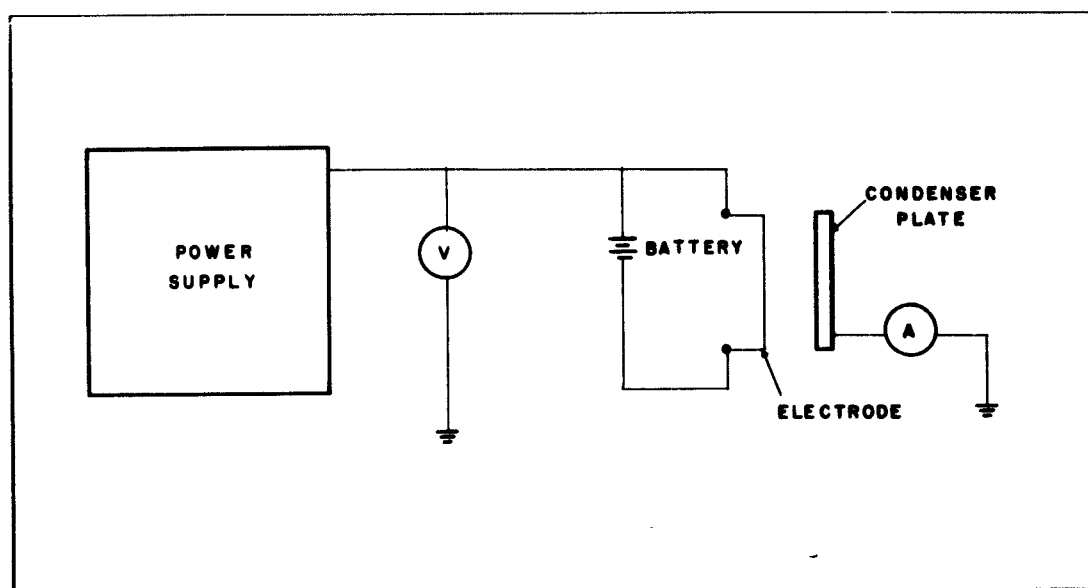 POWER
SUPPLY
V
BATTERY
CONDENSER
PLATE
A
ELECTRODE